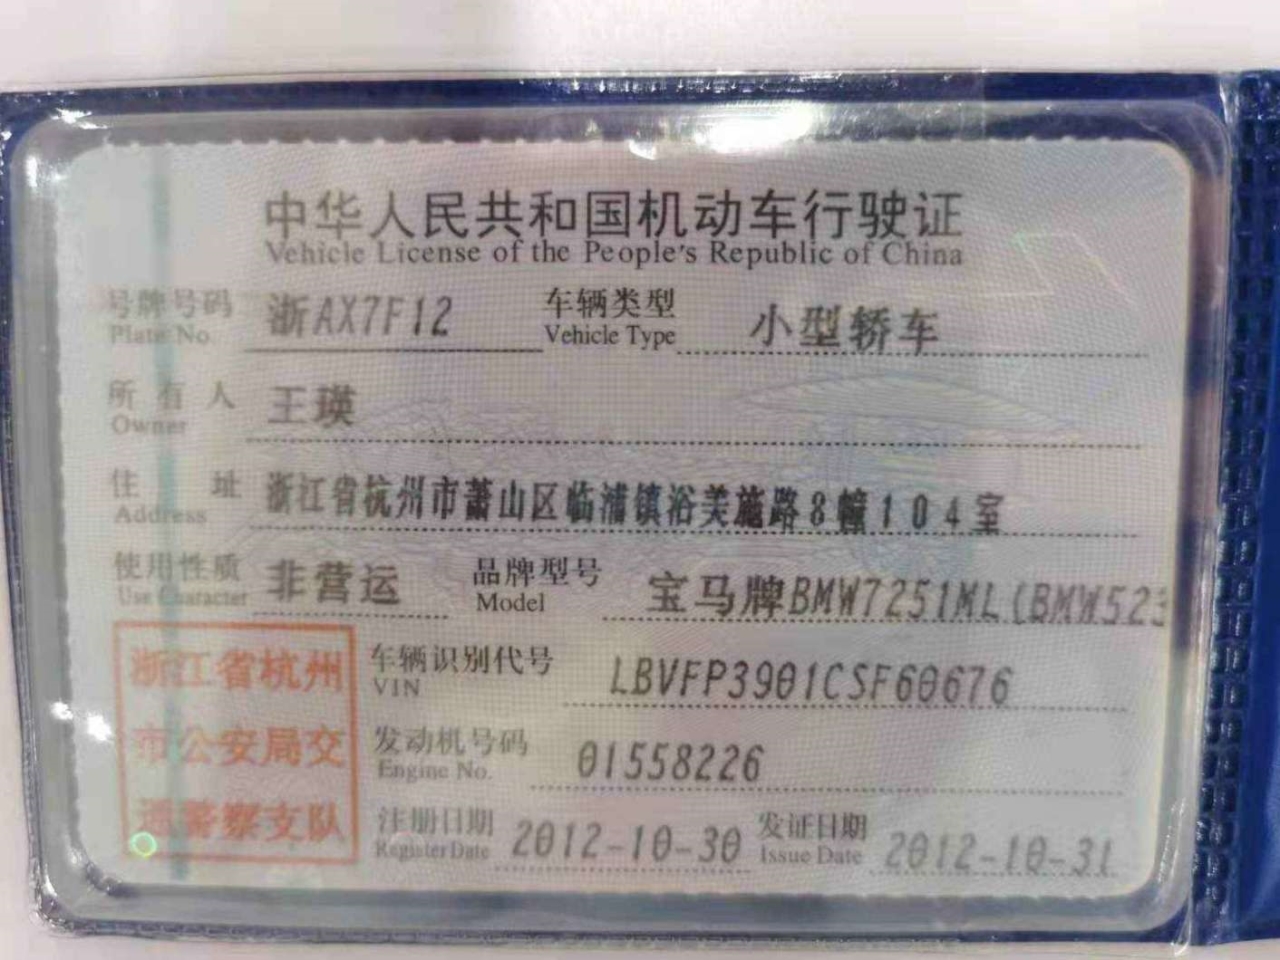 中华人民共和国机动车行驶证
Vehicle License of the People's Republic of China
号牌号码 浙AX7F12 车辆类型 小型轿车
Plate No. Vehicle Type
所有人 王瑛
Owner
住址 浙江省杭州市萧山区临浦镇浴美施路8幢104室
Address
使用性质 非营运 品牌型号 宝马牌BMW7251ML(BMW523
Use Character Model
浙江省杭州
市公安局交
通警察支队
车辆识别代号 LBVFP3901CSF60676
VIN
发动机号码 01558226
Engine No.
注册日期 2012-10-30 发证日期 2012-10-31
Register Date Issue Date